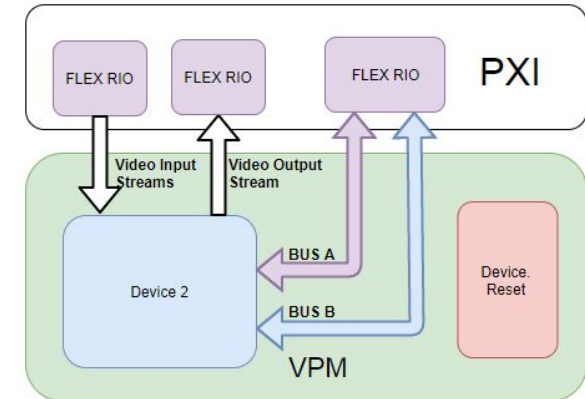 FLEX RIO
FLEX RIO
FLEX RIO
PXI
Video Input
Streams
Video Output
Stream
BUS A
Device 2
Device.
Reset
BUS B
VPM